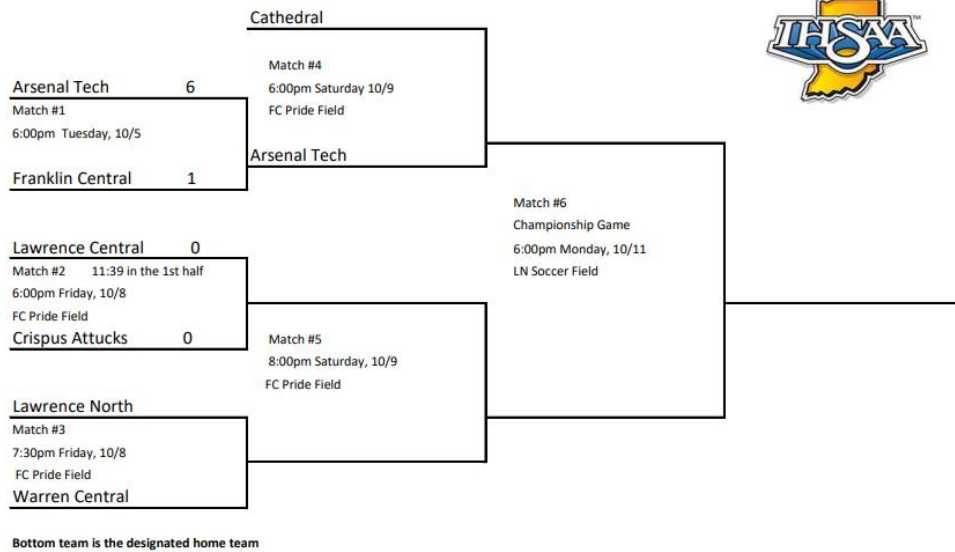 Cathedral
IHSAA™
Match #4
6:00pm Saturday 10/9
FC Pride Field
Arsenal Tech 6
Match #1
6:00pm Tuesday, 10/5
Arsenal Tech
Franklin Central 1
Match #6
Championship Game
6:00pm Monday, 10/11
LN Soccer Field
Lawrence Central 0
Match #2 11:39 in the 1st half
6:00pm Friday, 10/8
FC Pride Field
Crispus Attucks 0
Match #5
8:00pm Saturday, 10/9
FC Pride Field
Lawrence North
Match #3
7:30pm Friday, 10/8
FC Pride Field
Warren Central
Bottom team is the designated home team